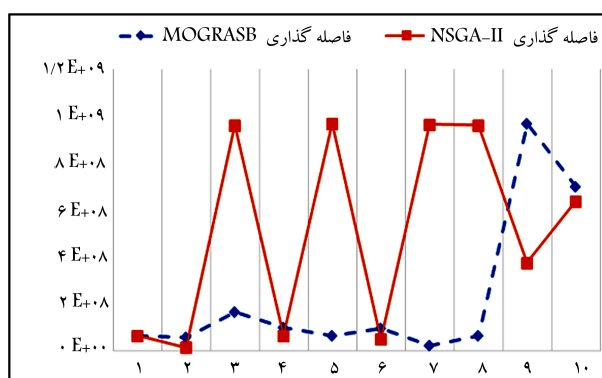 فاصله گذاری MOGRASB فاصله گذاری NSGA-II
۱/۲ E+۰۹
۱ E+۰۹
۸ E+۰۸
۶ E+۰۸
۴ E+۰۸
۲ E+۰۸
۰ E+۰۰
۱ ۲ ۳ ۴ ۵ ۶ ۷ ۸ ۹ ۱۰